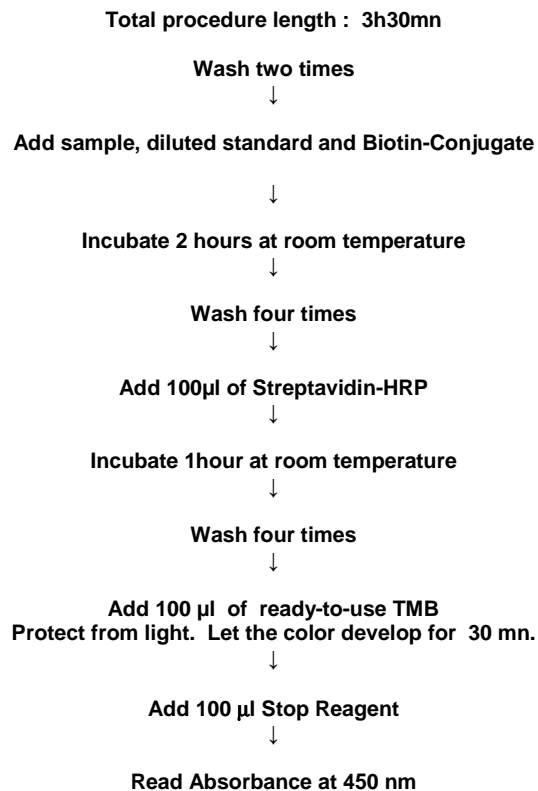 Total procedure length : 3h30mn
Wash two times
↓
Add sample, diluted standard and Biotin-Conjugate
↓
Incubate 2 hours at room temperature
↓
Wash four times
↓
Add 100µl of Streptavidin-HRP
↓
Incubate 1hour at room temperature
↓
Wash four times
↓
Add 100 µl of ready-to-use TMB
Protect from light. Let the color develop for 30 mn.
↓
Add 100 µl Stop Reagent
↓
Read Absorbance at 450 nm